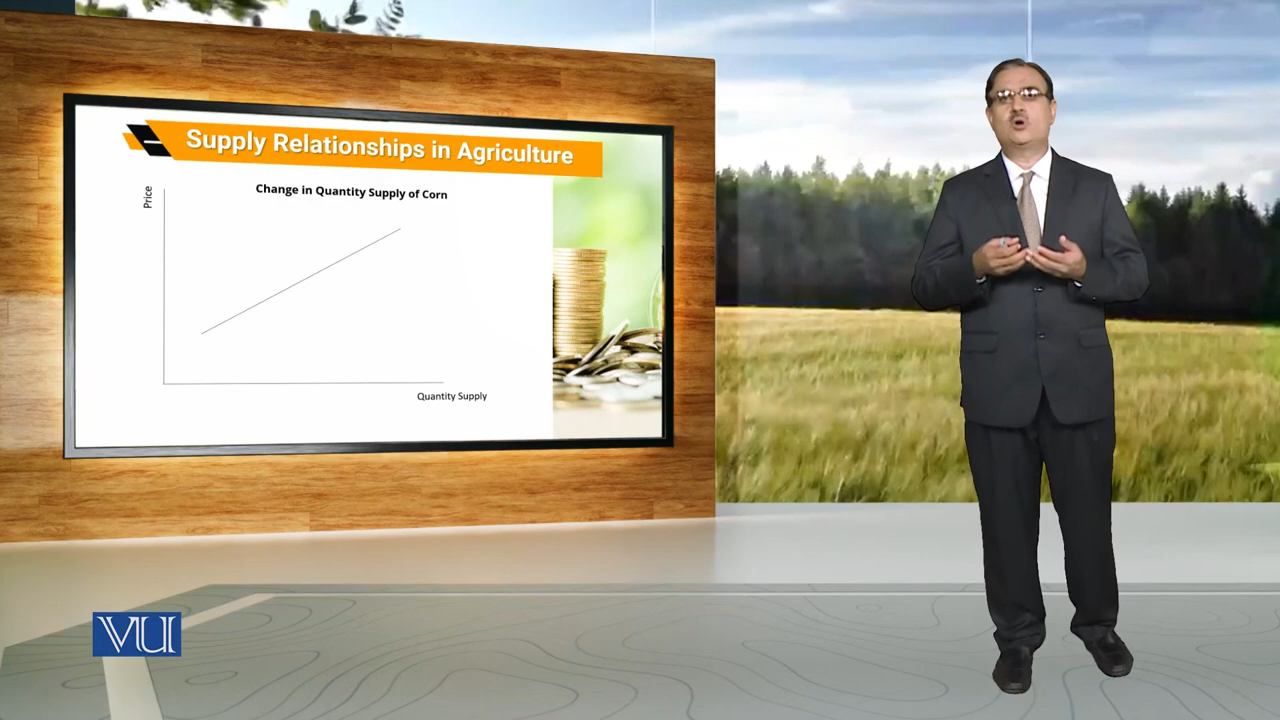 Supply Relationships in Agriculture
Change in Quantity Supply of Corn
Price
Quantity Supply
VU